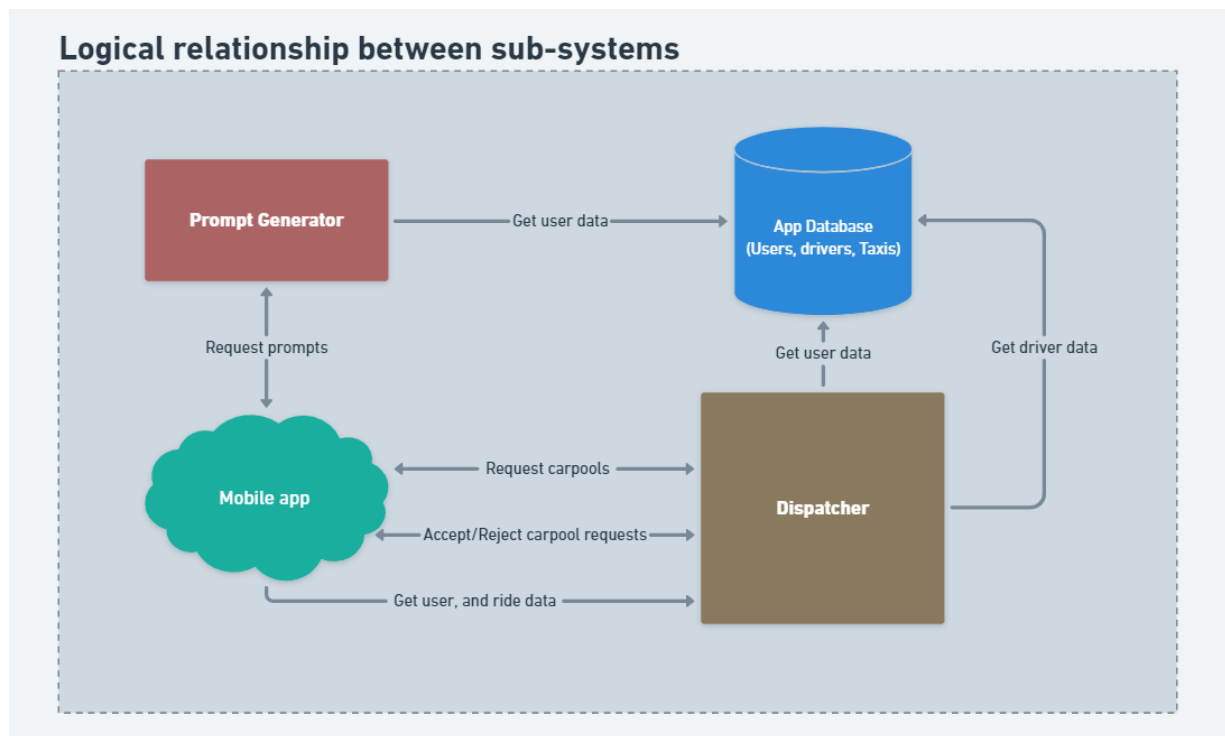 Logical relationship between sub-systems
Prompt Generator
Get user data
App Database
(Users, drivers, Taxis)
Request prompts
Get user data
Get driver data
Mobile app
Request carpools
Dispatcher
Accept/Reject carpool requests
Get user, and ride data